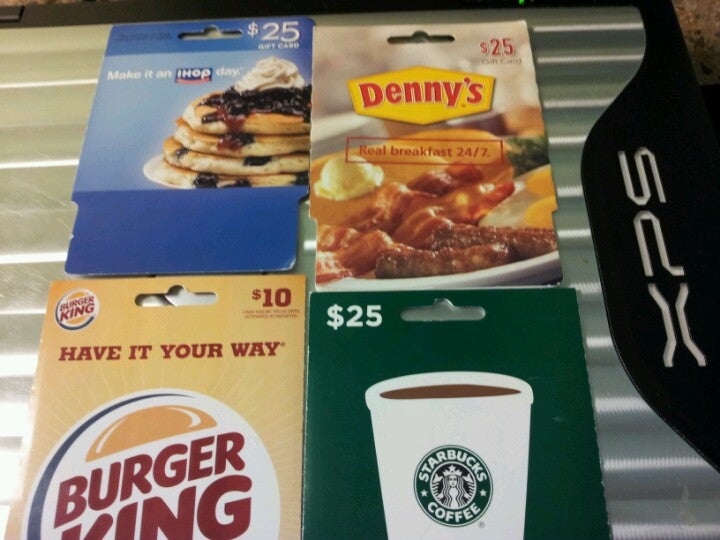 $25
GIFT CARD
Make it an IHOP day.
$25
Gift Card
Denny's
Real breakfast 24/7.
BURGER
KING
$10
HAVE IT YOUR WAY®
BURGER
KING
$25
STARBUCKS
COFFEE
®
SPX